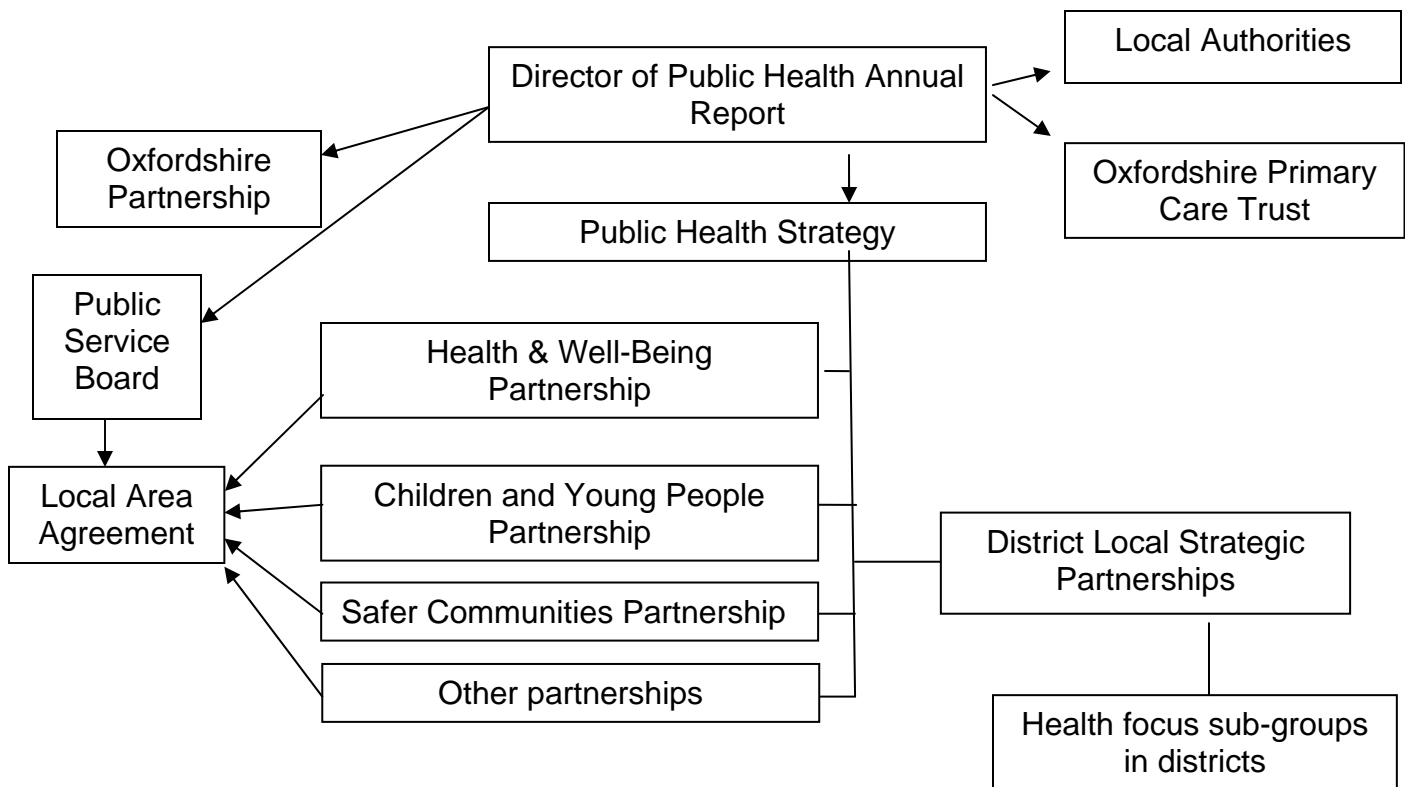 Local Authorities
Director of Public Health Annual
Report
Oxfordshire
Partnership
Oxfordshire Primary
Care Trust
Public Health Strategy
Public
Service
Board
Health & Well-Being
Partnership
Local Area
Agreement
Children and Young People
Partnership
District Local Strategic
Partnerships
Safer Communities Partnership
Other partnerships
Health focus sub-groups
in districts